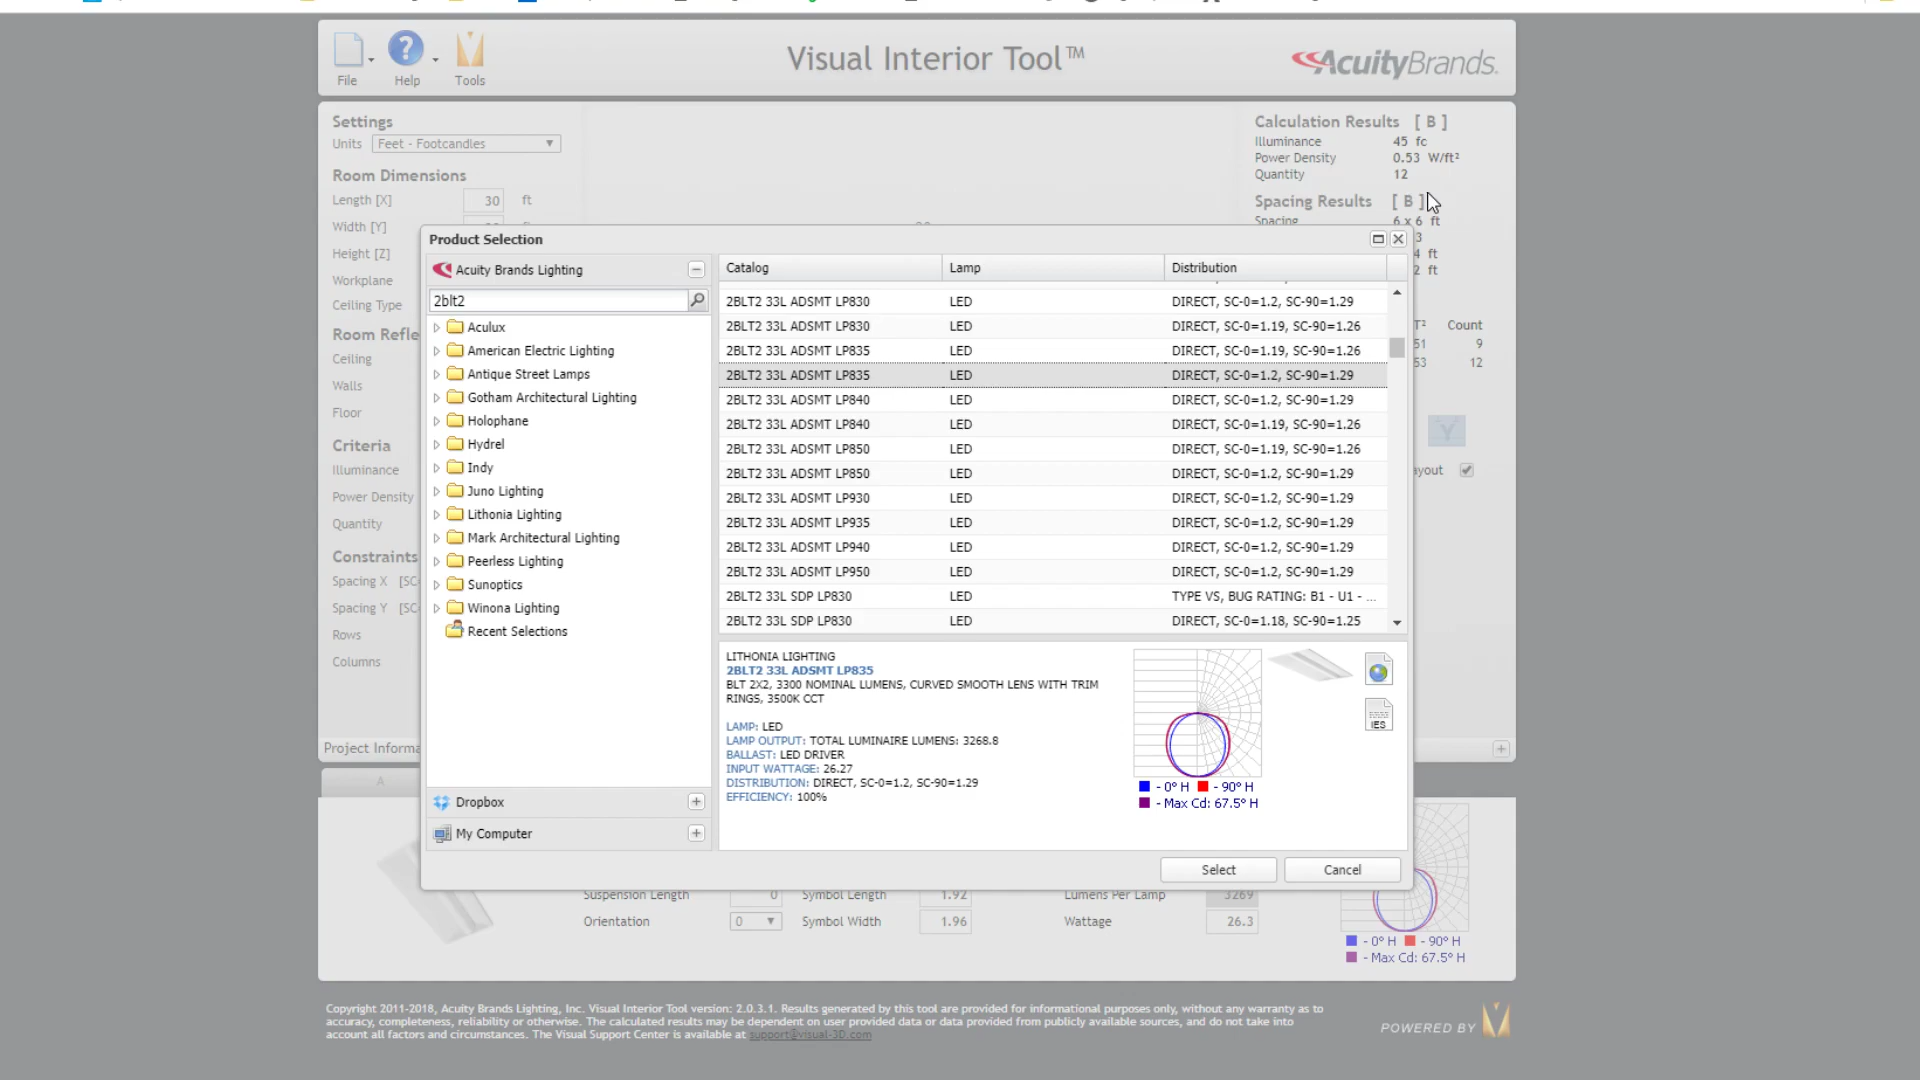 Visual Interior Tool™
AcuityBrands.
File
Help
Tools
Settings
Units Feet - Footcandles
Room Dimensions
Length [X] 30 ft
Width [Y]
Height [Z]
Workplane
Ceiling Type
Room Refle
Ceiling
Walls
Floor
Criteria
Illuminance
Power Density
Quantity
Constraints
Spacing X [SC
Spacing Y [SC
Rows
Columns
Project Informa
Calculation Results [ B ]
Illuminance 45 fc
Power Density 0.53 W/ft²
Quantity 12
Spacing Results [ B ]
Spacing 6 x 6 ft
3
4 ft
2 ft
T² Count
51 9
53 12
ayout
Product Selection
Acuity Brands Lighting
2blt2
Aculux
American Electric Lighting
Antique Street Lamps
Gotham Architectural Lighting
Holophane
Hydrel
Indy
Juno Lighting
Lithonia Lighting
Mark Architectural Lighting
Peerless Lighting
Sunoptics
Winona Lighting
Recent Selections
Dropbox
My Computer
Catalog Lamp Distribution
2BLT2 33L ADSMT LP830 LED DIRECT, SC-0=1.2, SC-90=1.29
2BLT2 33L ADSMT LP830 LED DIRECT, SC-0=1.19, SC-90=1.26
2BLT2 33L ADSMT LP835 LED DIRECT, SC-0=1.19, SC-90=1.26
2BLT2 33L ADSMT LP835 LED DIRECT, SC-0=1.2, SC-90=1.29
2BLT2 33L ADSMT LP840 LED DIRECT, SC-0=1.2, SC-90=1.29
2BLT2 33L ADSMT LP840 LED DIRECT, SC-0=1.19, SC-90=1.26
2BLT2 33L ADSMT LP850 LED DIRECT, SC-0=1.19, SC-90=1.26
2BLT2 33L ADSMT LP850 LED DIRECT, SC-0=1.2, SC-90=1.29
2BLT2 33L ADSMT LP930 LED DIRECT, SC-0=1.2, SC-90=1.29
2BLT2 33L ADSMT LP935 LED DIRECT, SC-0=1.2, SC-90=1.29
2BLT2 33L ADSMT LP940 LED DIRECT, SC-0=1.2, SC-90=1.29
2BLT2 33L ADSMT LP950 LED DIRECT, SC-0=1.2, SC-90=1.29
2BLT2 33L SDP LP830 LED TYPE VS, BUG RATING: B1 - U1 - ...
2BLT2 33L SDP LP830 LED DIRECT, SC-0=1.18, SC-90=1.25
LITHONIA LIGHTING
2BLT2 33L ADSMT LP835
BLT 2X2, 3300 NOMINAL LUMENS, CURVED SMOOTH LENS WITH TRIM
RINGS, 3500K CCT
LAMP: LED
LAMP OUTPUT: TOTAL LUMINAIRE LUMENS: 3268.8
BALLAST: LED DRIVER
INPUT WATTAGE: 26.27
DISTRIBUTION: DIRECT, SC-0=1.2, SC-90=1.29
EFFICIENCY: 100%
- 0° H - 90° H
- Max Cd: 67.5° H
IES
Select
Cancel
A
Suspension Length 0 Symbol Length 1.92 Lumens Per Lamp 3269
Orientation 0 Symbol Width 1.96 Wattage 26.3
- 0° H - 90° H
- Max Cd: 67.5° H
Copyright 2011-2018, Acuity Brands Lighting, Inc. Visual Interior Tool version: 2.0.3.1. Results generated by this tool are provided for informational purposes only, without any warranty as to
accuracy, completeness, reliability or otherwise. The calculated results may be dependent on user provided data or data provided from publicly available sources, and do not take into
account all factors and circumstances. The Visual Support Center is available at support@visual-3D.com
POWERED BY